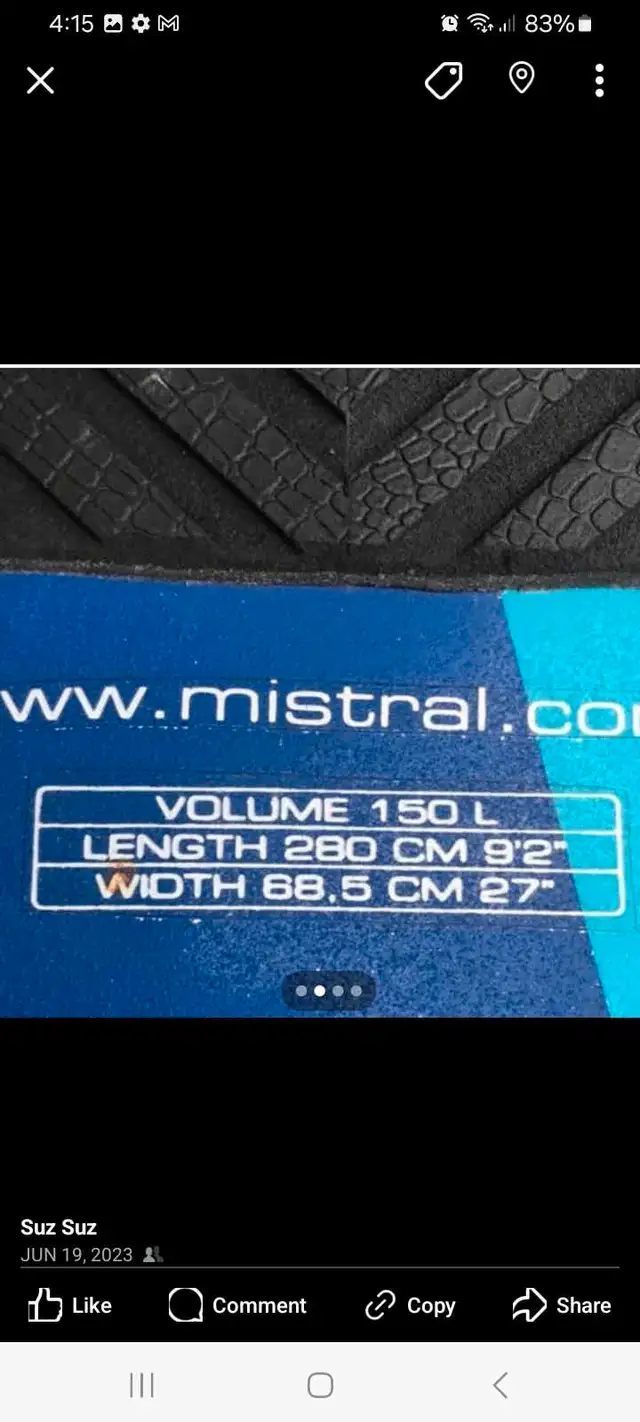 4:15
83%
ww.mistral.co
VOLUME 150 L
LENGTH 280 CM 9'2"
WIDTH 68,5 CM 27"
Suz Suz
JUN 19, 2023
Like
Comment
Copy
Share